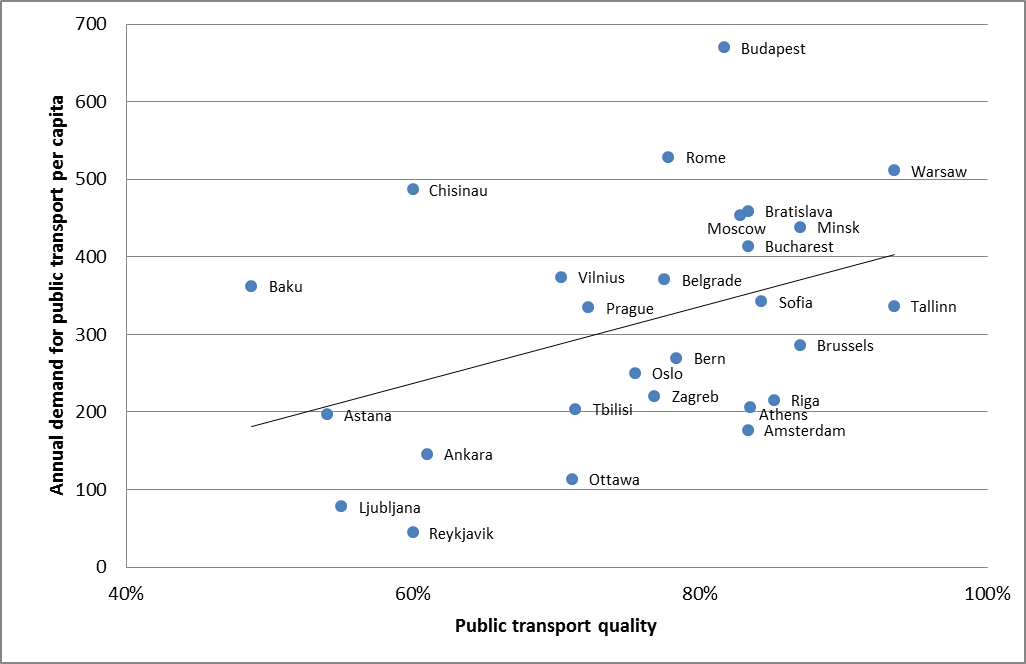 700
Budapest
600
Rome
Warsaw
500
Chisinau
Bratislava
Moscow
Minsk
Bucharest
400
Vilnius
Belgrade
Baku
Prague
Sofia
Tallinn
300
Brussels
Bern
Oslo
Zagreb
Riga
200
Tbilisi
Athens
Astana
Amsterdam
Ankara
100
Ottawa
Ljubljana
Reykjavik
0
40%
60%
80%
100%
Public transport quality
Annual demand for public transport per capita